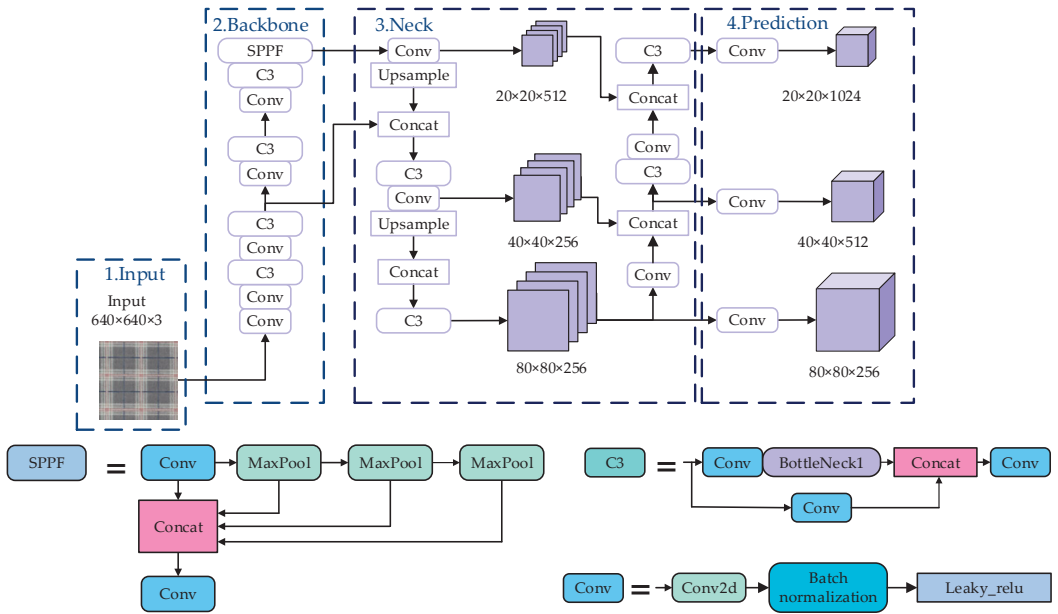 1.Input
Input
640×640×3
2.Backbone
SPPF
C3
Conv
C3
Conv
C3
Conv
C3
Conv
Conv
3.Neck
Conv
Upsample
Concat
C3
Conv
Upsample
Concat
C3
20×20×512
40×40×256
80×80×256
C3
Concat
Conv
C3
Concat
Conv
4.Prediction
Conv
20×20×1024
Conv
40×40×512
Conv
80×80×256
SPPF = Conv MaxPool MaxPool MaxPool
Concat
Conv
C3 = Conv BottleNeck1 Concat Conv
Conv
Conv = Conv2d Batch normalization Leaky_relu